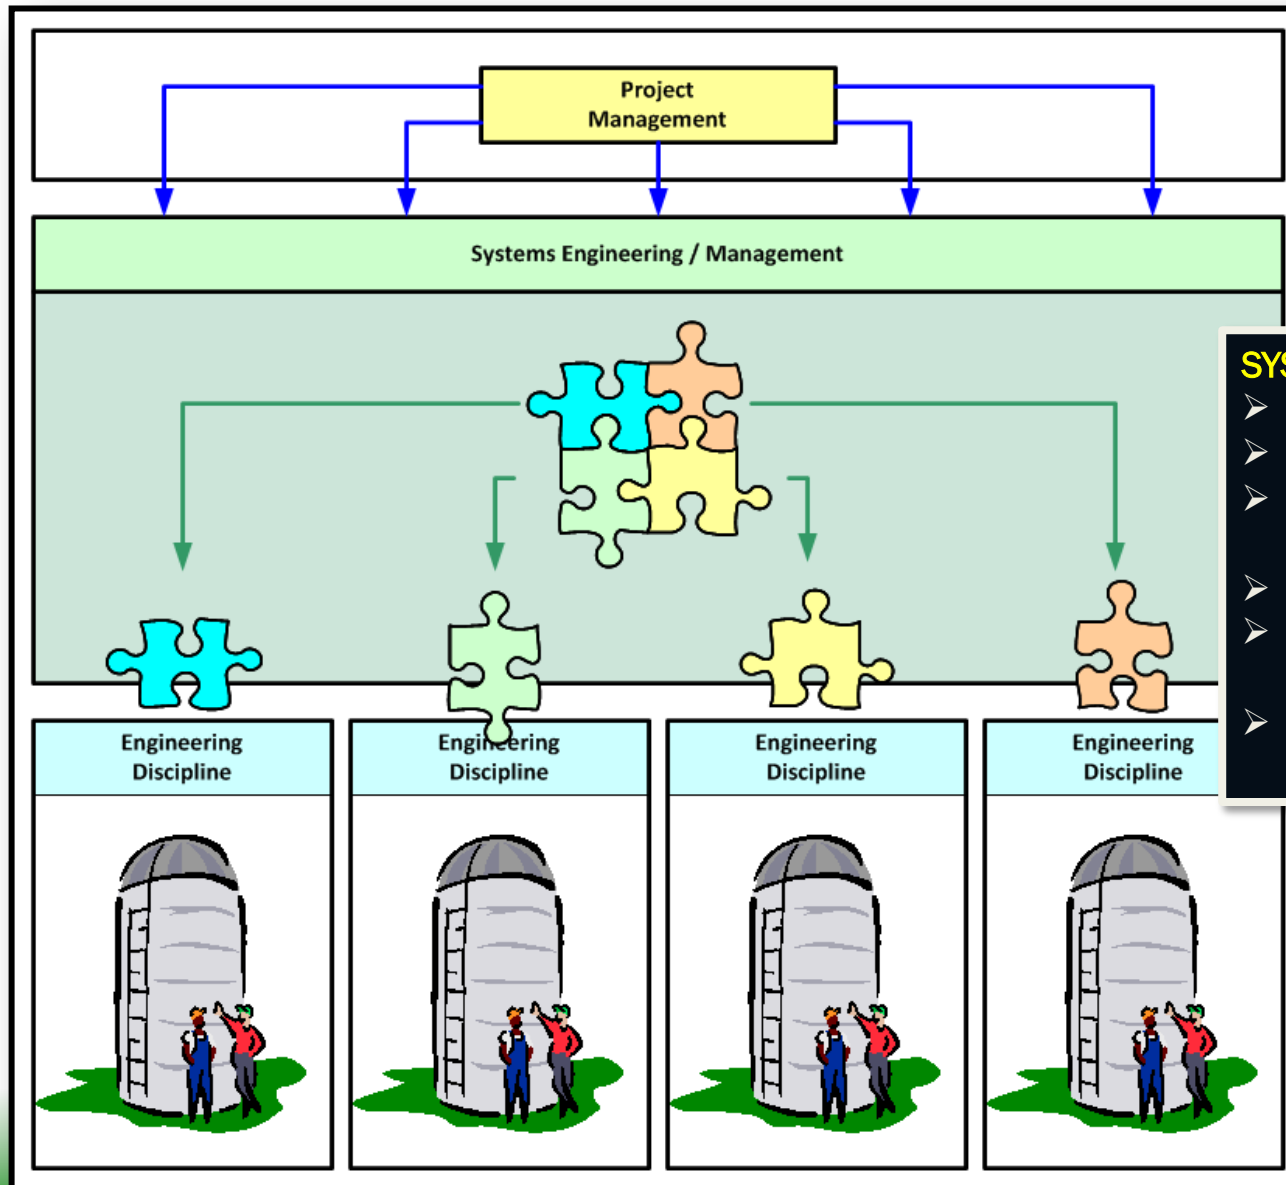 Project
Management
Systems Engineering / Management
SYS
Engineering
Discipline
Engineering
Discipline
Engineering
Discipline
Engineering
Discipline